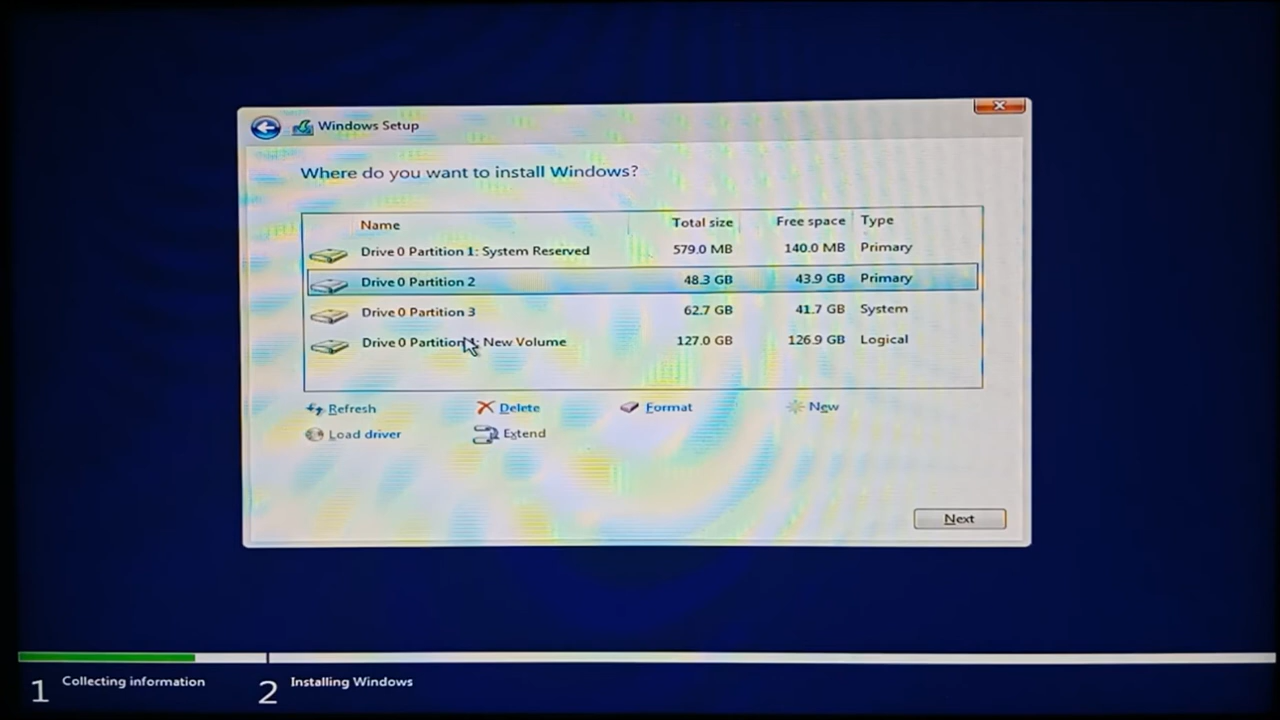 Windows Setup
Where do you want to install Windows?
Name Total size Free space Type
Drive 0 Partition 1: System Reserved 579.0 MB 140.0 MB Primary
Drive 0 Partition 2 48.3 GB 43.9 GB Primary
Drive 0 Partition 3 62.7 GB 41.7 GB System
Drive 0 Partition : New Volume 127.0 GB 126.9 GB Logical
Refresh Delete Format New
Load driver Extend
Next
1 Collecting information 2 Installing Windows